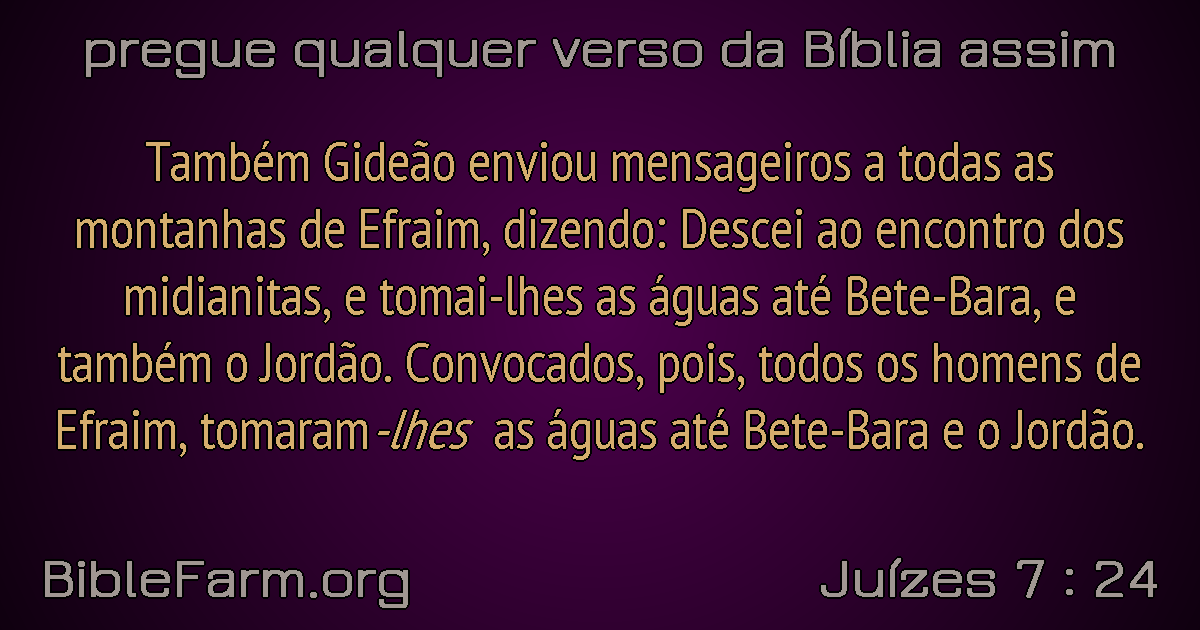 pregue qualquer verso da Bíblia assim
Também Gideão enviou mensageiros a todas as
montanhas de Efraim, dizendo: Descei ao encontro dos
midianitas, e tomai-lhes as águas até Bete-Bara, e
também o Jordão. Convocados, pois, todos os homens de
Efraim, tomaram-lhes as águas até Bete-Bara e o Jordão.
BibleFarm.org
Juízes 7 : 24